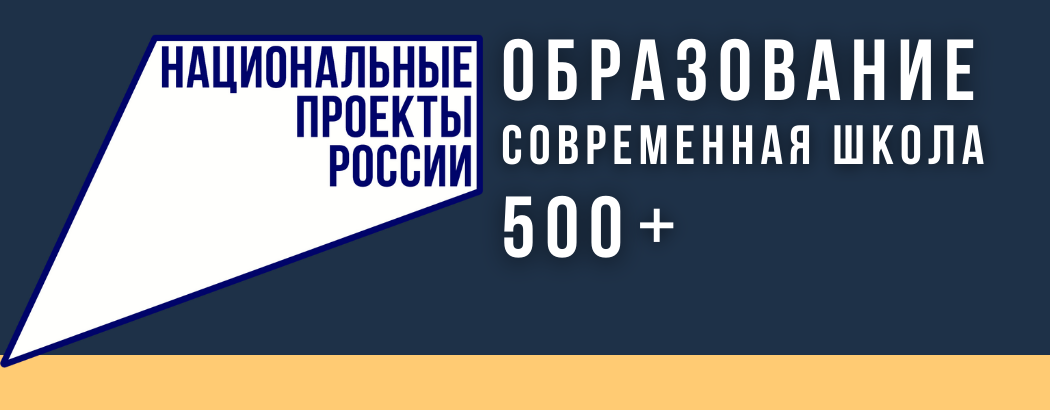 НАЦИОНАЛЬНЫЕ
ПРОЕКТЫ
РОССИИ
ОБРАЗОВАНИЕ
СОВРЕМЕННАЯ ШКОЛА
500+